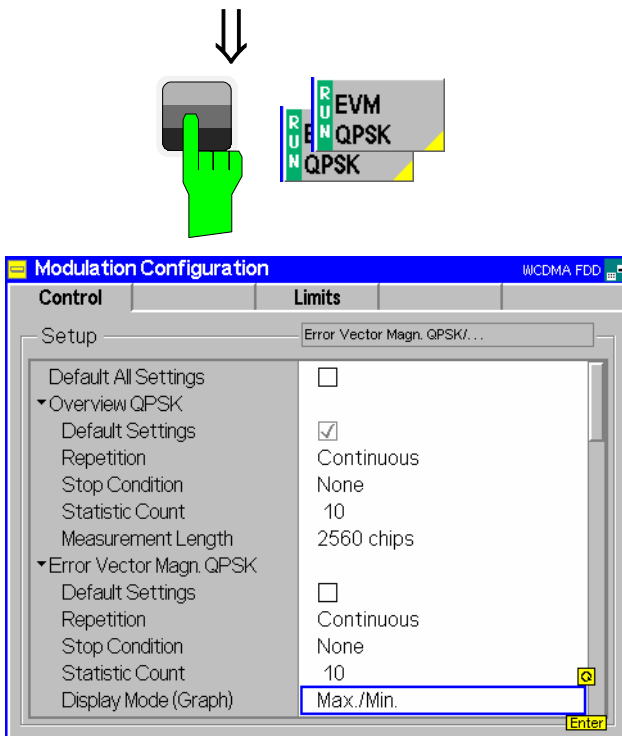 ⇓
RUN EVM
QPSK
RUN E
QPSK
Modulation Configuration WCDMA FDD
Control Limits
Setup Error Vector Magn. QPSK/. . .
Default All Settings
Overview QPSK
Default Settings
Repetition Continuous
Stop Condition None
Statistic Count 10
Measurement Length 2560 chips
Error Vector Magn. QPSK
Default Settings
Repetition Continuous
Stop Condition None
Statistic Count 10
Display Mode (Graph) Max./Min.
Enter